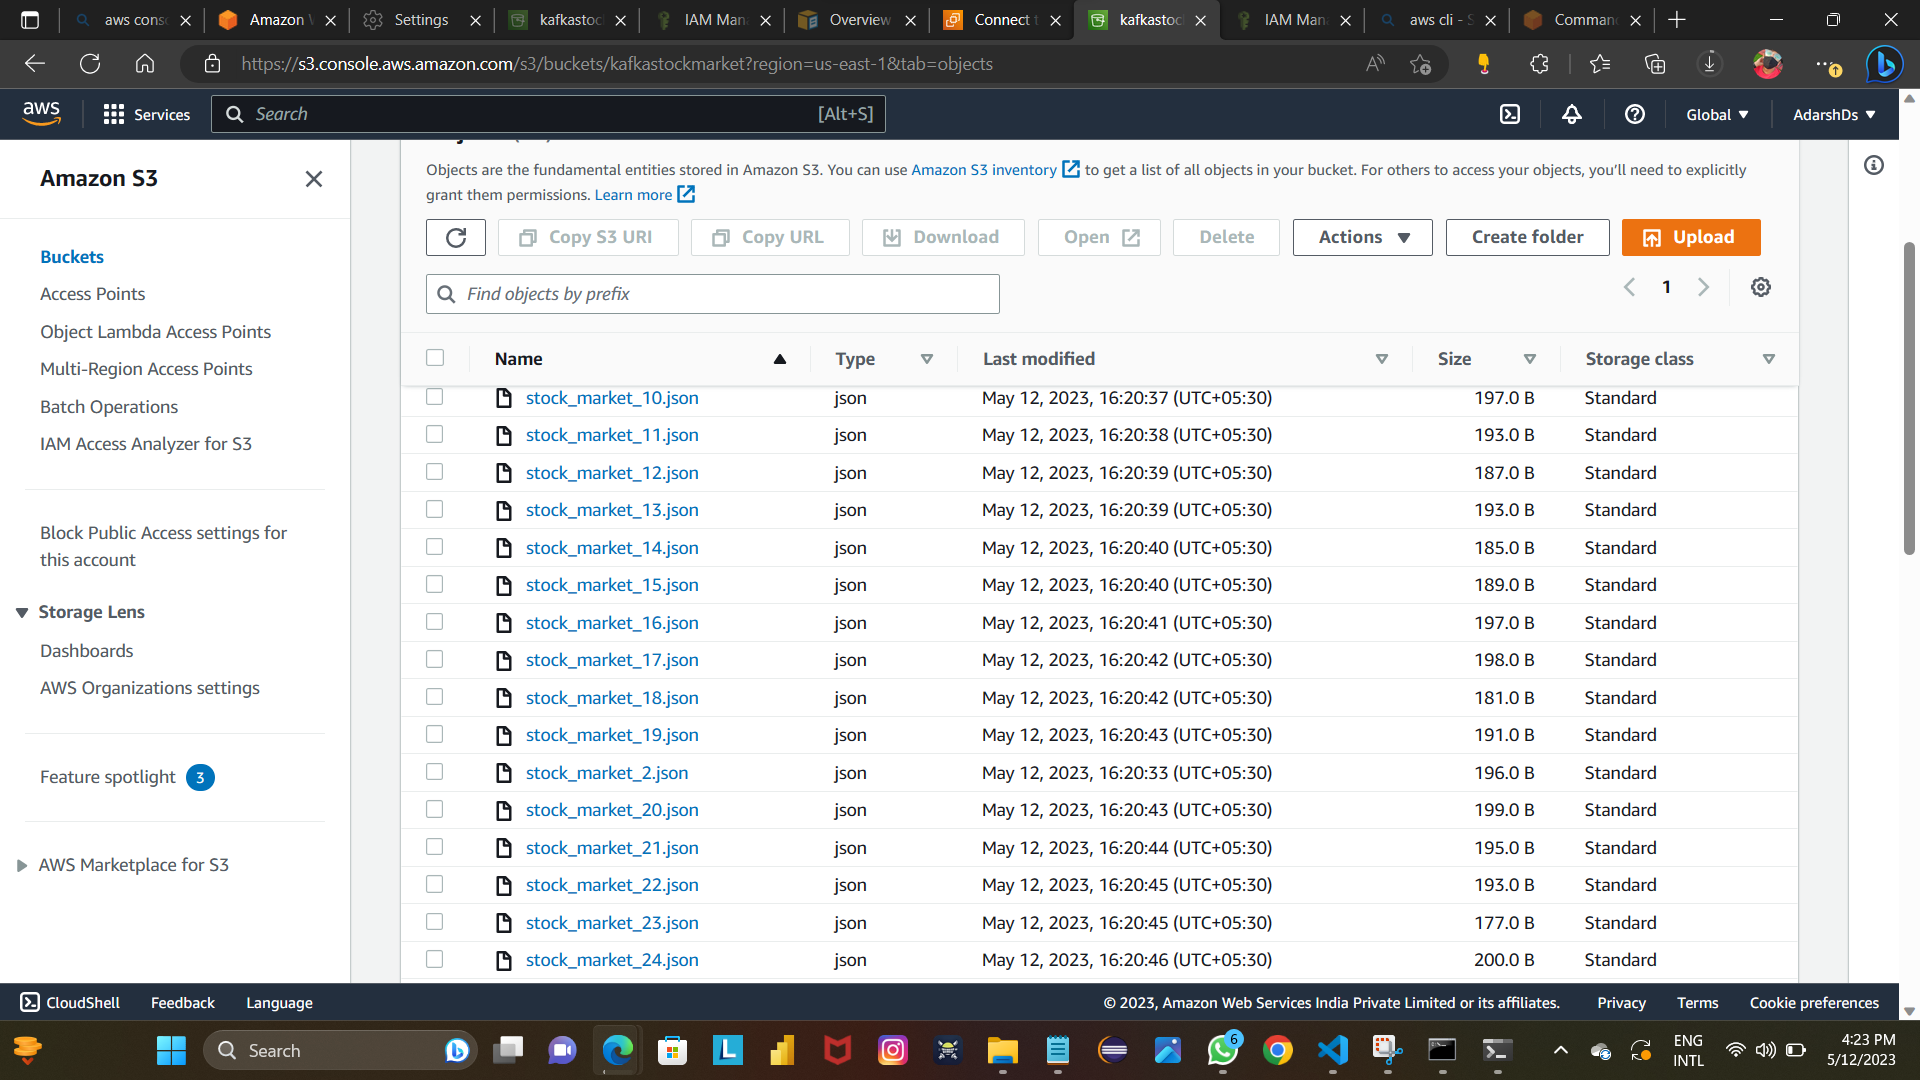 aws cons
Amazon
Settings
kafkastoc
IAM Man
Overview
Connect t
kafkastoc
IAM Man
aws cli - S
Comman
https://s3.console.aws.amazon.com/s3/buckets/kafkastockmarket?region=us-east-1&tab=objects
aws
Services
Search
[Alt+S]
Global
AdarshDs
Amazon S3
Buckets
Access Points
Object Lambda Access Points
Multi-Region Access Points
Batch Operations
IAM Access Analyzer for S3
Block Public Access settings for
this account
Storage Lens
Dashboards
AWS Organizations settings
Feature spotlight 3
AWS Marketplace for S3
Objects are the fundamental entities stored in Amazon S3. You can use Amazon S3 inventory to get a list of all objects in your bucket. For others to access your objects, you'll need to explicitly
grant them permissions. Learn more
Copy S3 URI
Copy URL
Download
Open
Delete
Actions
Create folder
Upload
Find objects by prefix
1
Name Type Last modified Size Storage class
stock_market_10.json json May 12, 2023, 16:20:37 (UTC+05:30) 197.0 B Standard
stock_market_11.json json May 12, 2023, 16:20:38 (UTC+05:30) 193.0 B Standard
stock_market_12.json json May 12, 2023, 16:20:39 (UTC+05:30) 187.0 B Standard
stock_market_13.json json May 12, 2023, 16:20:39 (UTC+05:30) 193.0 B Standard
stock_market_14.json json May 12, 2023, 16:20:40 (UTC+05:30) 185.0 B Standard
stock_market_15.json json May 12, 2023, 16:20:40 (UTC+05:30) 189.0 B Standard
stock_market_16.json json May 12, 2023, 16:20:41 (UTC+05:30) 197.0 B Standard
stock_market_17.json json May 12, 2023, 16:20:42 (UTC+05:30) 198.0 B Standard
stock_market_18.json json May 12, 2023, 16:20:42 (UTC+05:30) 181.0 B Standard
stock_market_19.json json May 12, 2023, 16:20:43 (UTC+05:30) 191.0 B Standard
stock_market_2.json json May 12, 2023, 16:20:33 (UTC+05:30) 196.0 B Standard
stock_market_20.json json May 12, 2023, 16:20:43 (UTC+05:30) 199.0 B Standard
stock_market_21.json json May 12, 2023, 16:20:44 (UTC+05:30) 195.0 B Standard
stock_market_22.json json May 12, 2023, 16:20:45 (UTC+05:30) 193.0 B Standard
stock_market_23.json json May 12, 2023, 16:20:45 (UTC+05:30) 177.0 B Standard
stock_market_24.json json May 12, 2023, 16:20:46 (UTC+05:30) 200.0 B Standard
CloudShell
Feedback
Language
© 2023, Amazon Web Services India Private Limited or its affiliates.
Privacy
Terms
Cookie preferences
Search
L
6
ENG
INTL
4:23 PM
5/12/2023